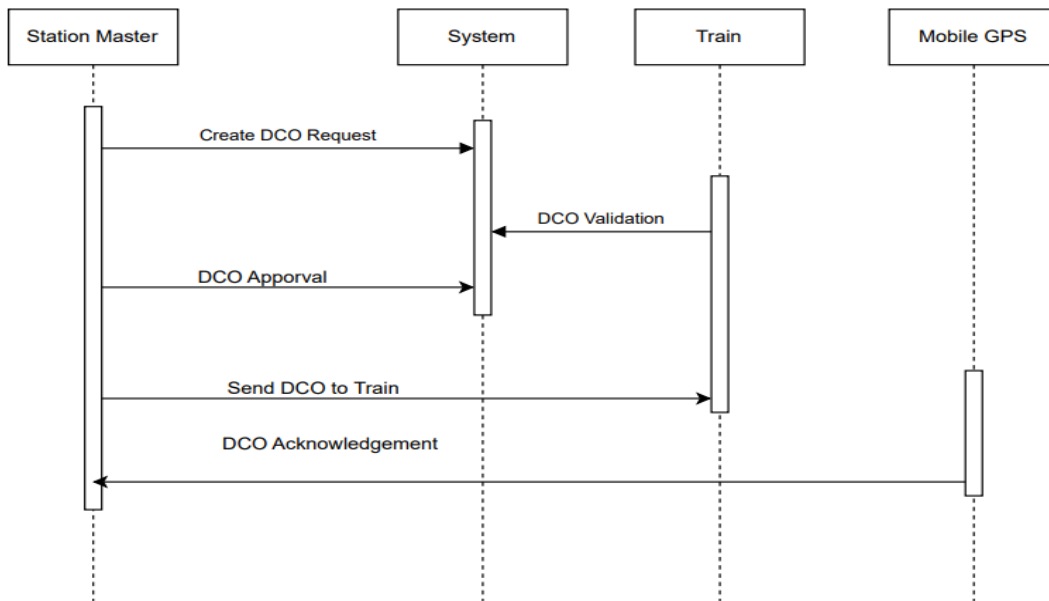 Station Master
System
Train
Mobile GPS
Create DCO Request
DCO Validation
DCO Apporval
Send DCO to Train
DCO Acknowledgement